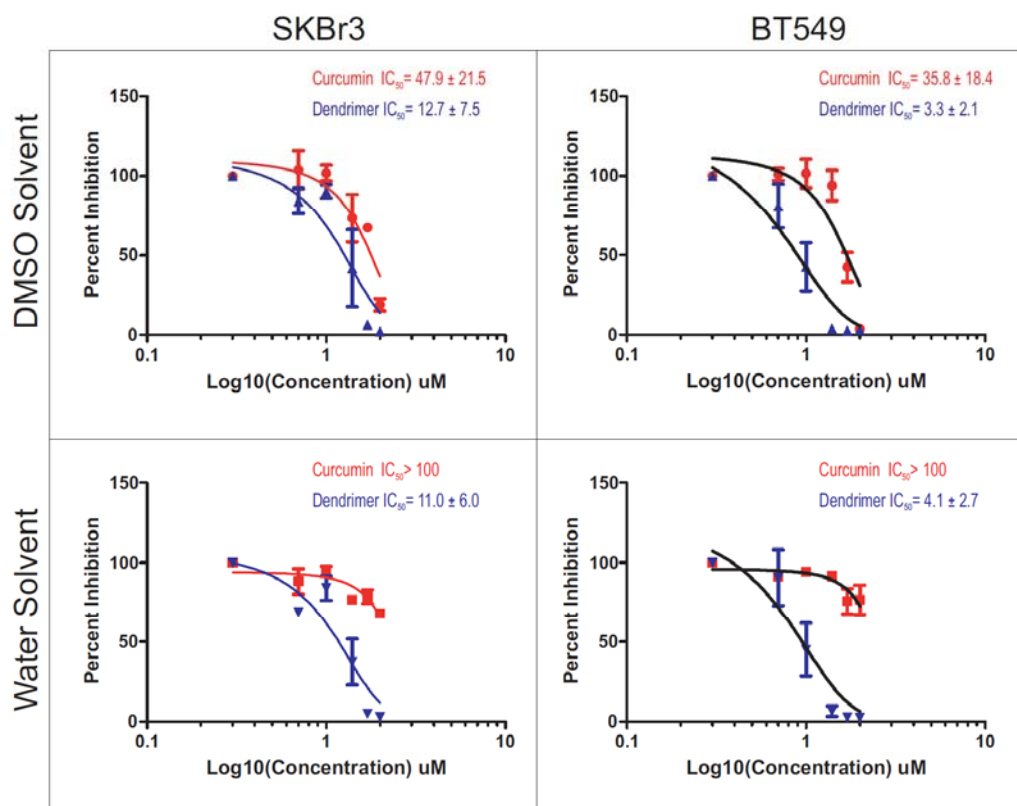 SKBr3
BT549
DMSO Solvent
Curcumin IC50= 47.9 ± 21.5
Dendrimer IC50= 12.7 ± 7.5
Percent Inhibition
150
100
50
0
0.1
1
10
Log10(Concentration) uM
Curcumin IC50= 35.8 ± 18.4
Dendrimer IC50= 3.3 ± 2.1
Percent Inhibition
150
100
50
0
0.1
1
10
Log10(Concentration) uM
Water Solvent
Curcumin IC50> 100
Dendrimer IC50= 11.0 ± 6.0
Percent Inhibition
150
100
50
0
0.1
1
10
Log10(Concentration) uM
Curcumin IC50> 100
Dendrimer IC50= 4.1 ± 2.7
Percent Inhibition
150
100
50
0
0.1
1
10
Log10(Concentration) uM